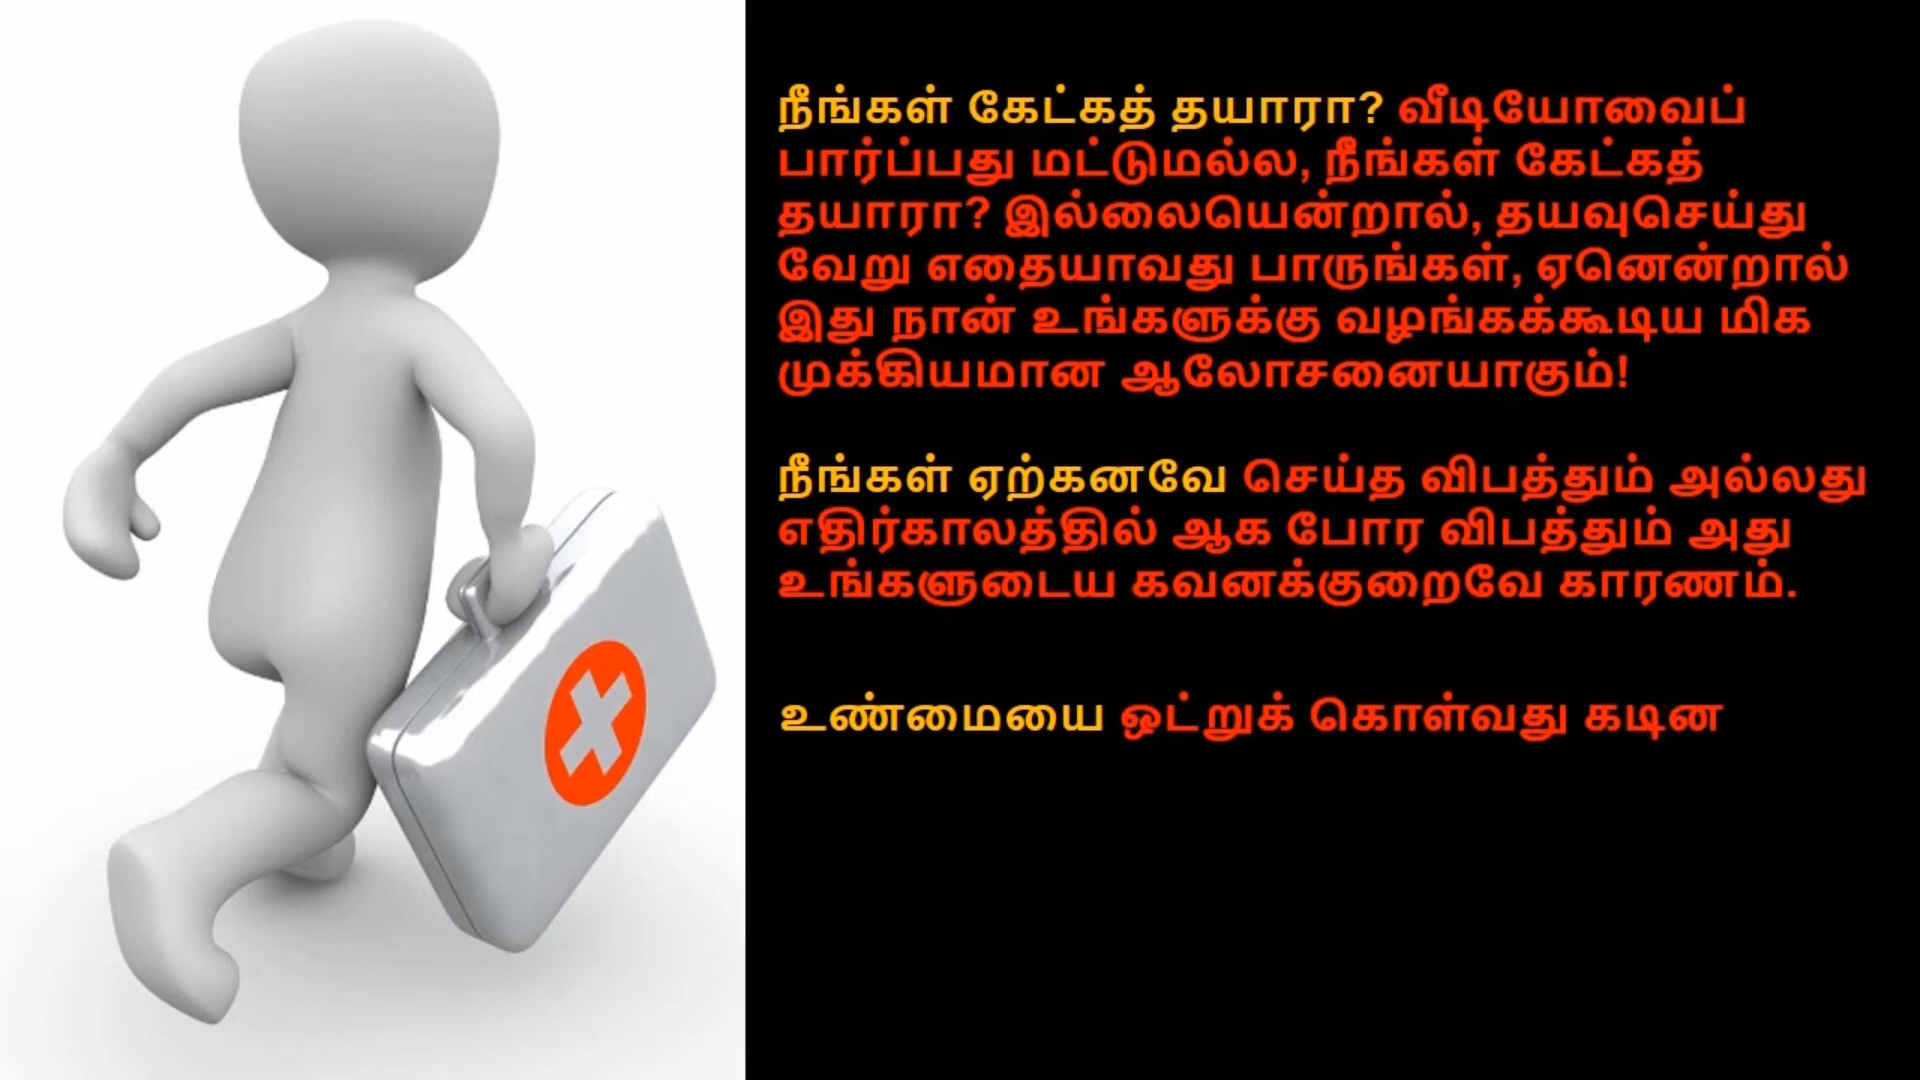 நீங்கள் கேட்கத் தயாரா? வீடியோவைப்
பார்ப்பது மட்டுமல்ல, நீங்கள் கேட்கத்
தயாரா? இல்லையென்றால், தயவுசெய்து
வேறு எதையாவது பாருங்கள், ஏனென்றால்
இது நான் உங்களுக்கு வழங்கக்கூடிய மிக
முக்கியமான ஆலோசனையாகும்!
நீங்கள் ஏற்கனவே செய்த விபத்தும் அல்லது
எதிர்காலத்தில் ஆக போர விபத்தும் அது
உங்களுடைய கவனக்குறைவே காரணம்.
உண்மையை ஒட்றுக் கொள்வது கடின